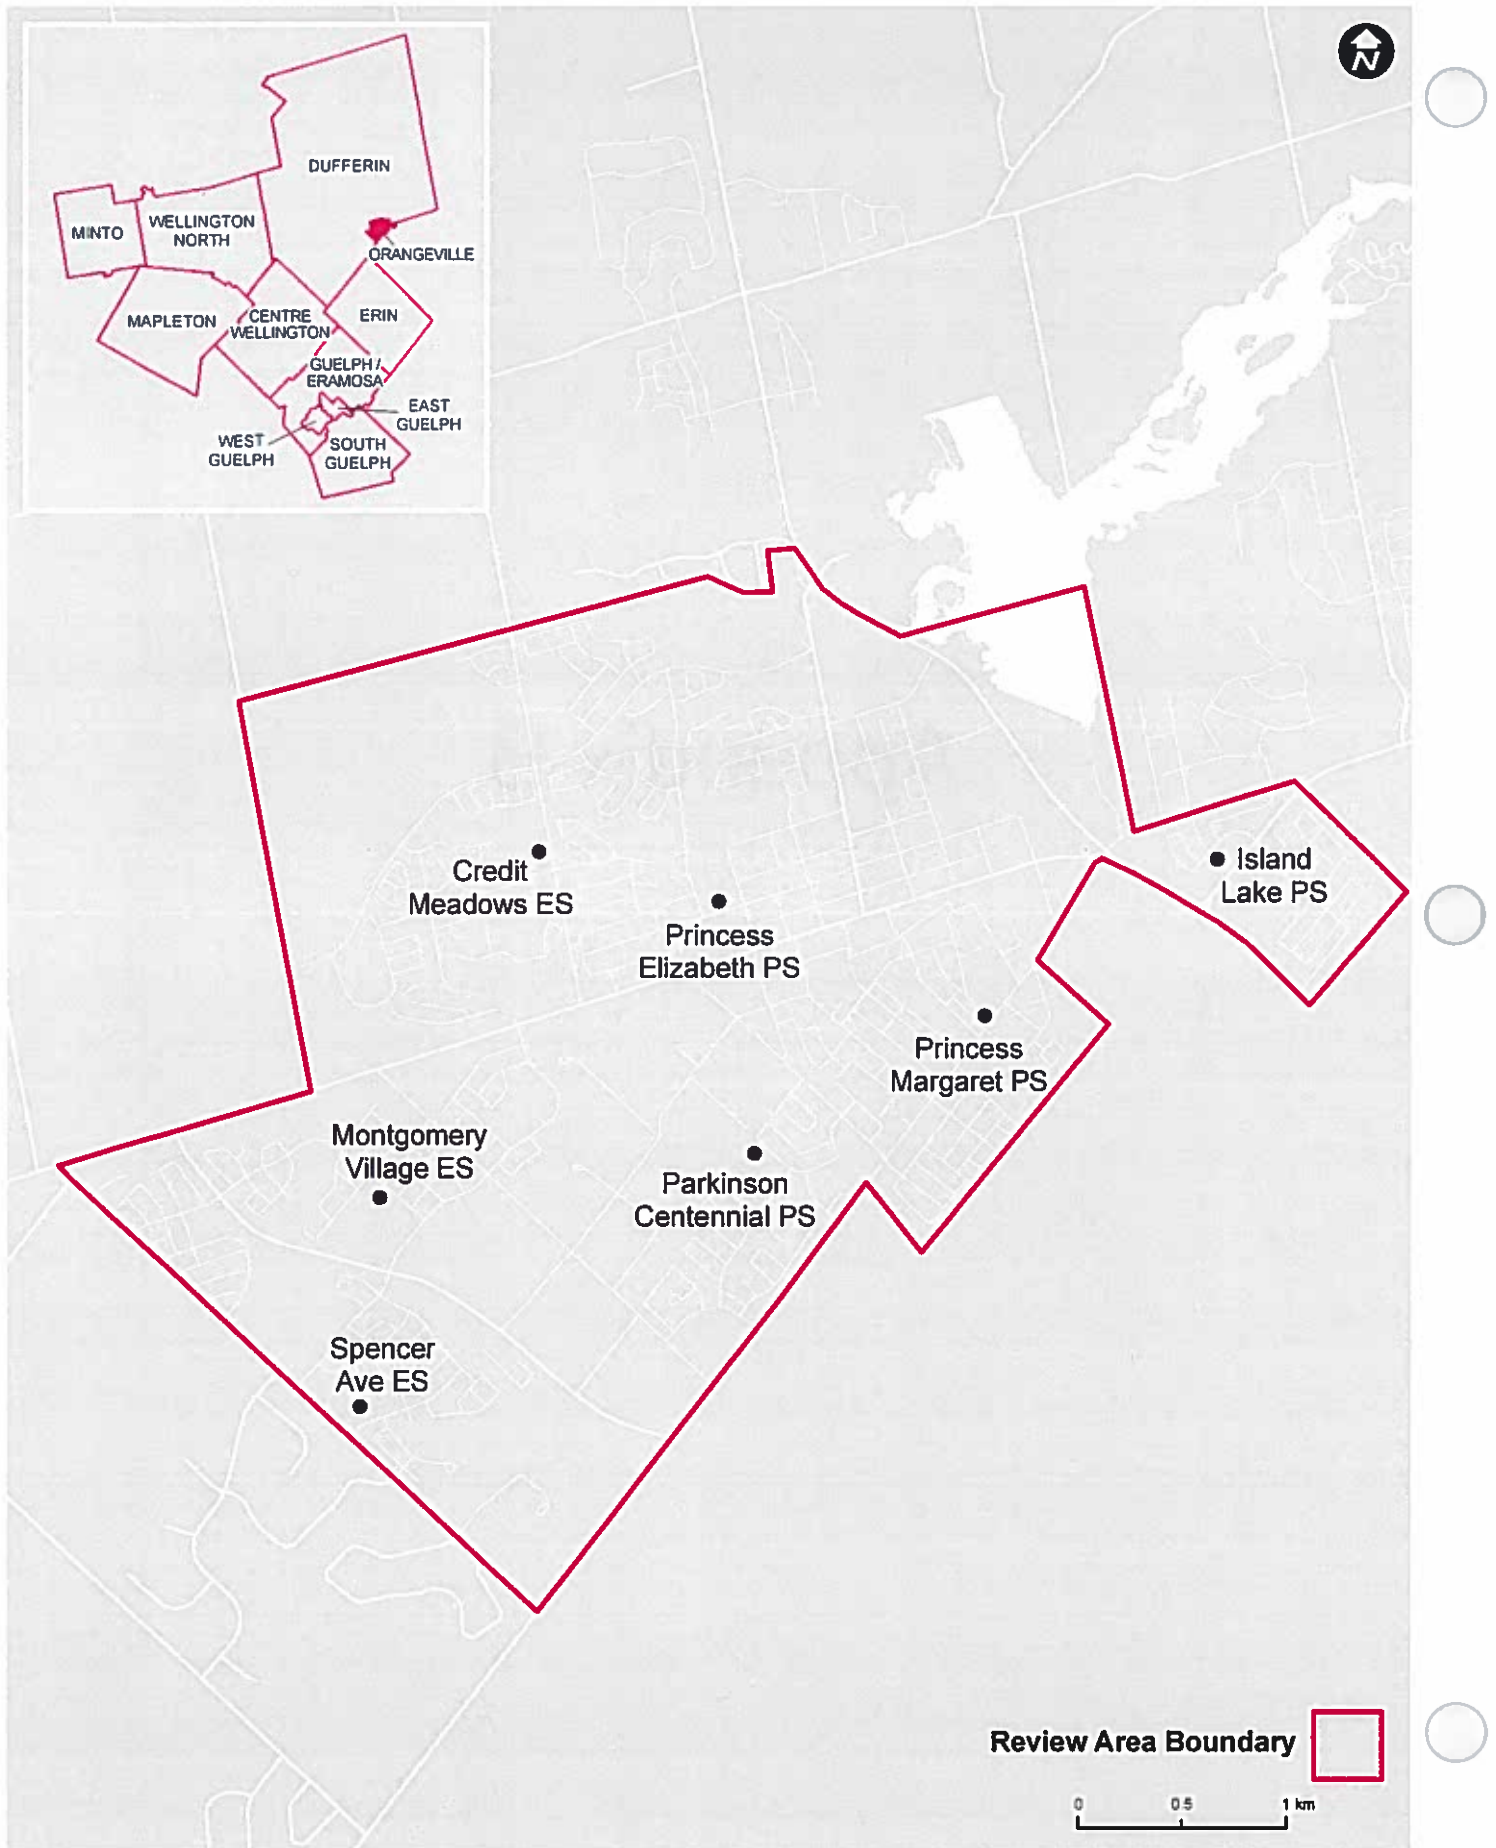 N
DUFFERIN
MINTO
WELLINGTON
NORTH
ORANGEVILLE
MAPLETON
CENTRE
WELLINGTON
ERIN
GUELPH /
ERAMOSA
EAST
GUELPH
WEST
GUELPH
SOUTH
GUELPH
Credit
Meadows ES
Princess
Elizabeth PS
Island
Lake PS
Princess
Margaret PS
Montgomery
Village ES
Parkinson
Centennial PS
Spencer
Ave ES
Review Area Boundary
0 0.5 1 km